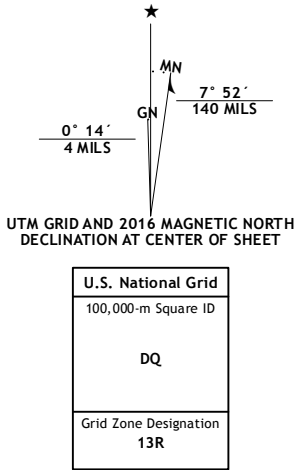 MN
GN
7° 52´
140 MILS
0° 14´
4 MILS
UTM GRID AND 2016 MAGNETIC NORTH
DECLINATION AT CENTER OF SHEET
U.S. National Grid
100,000-m Square ID
DQ
Grid Zone Designation
13R